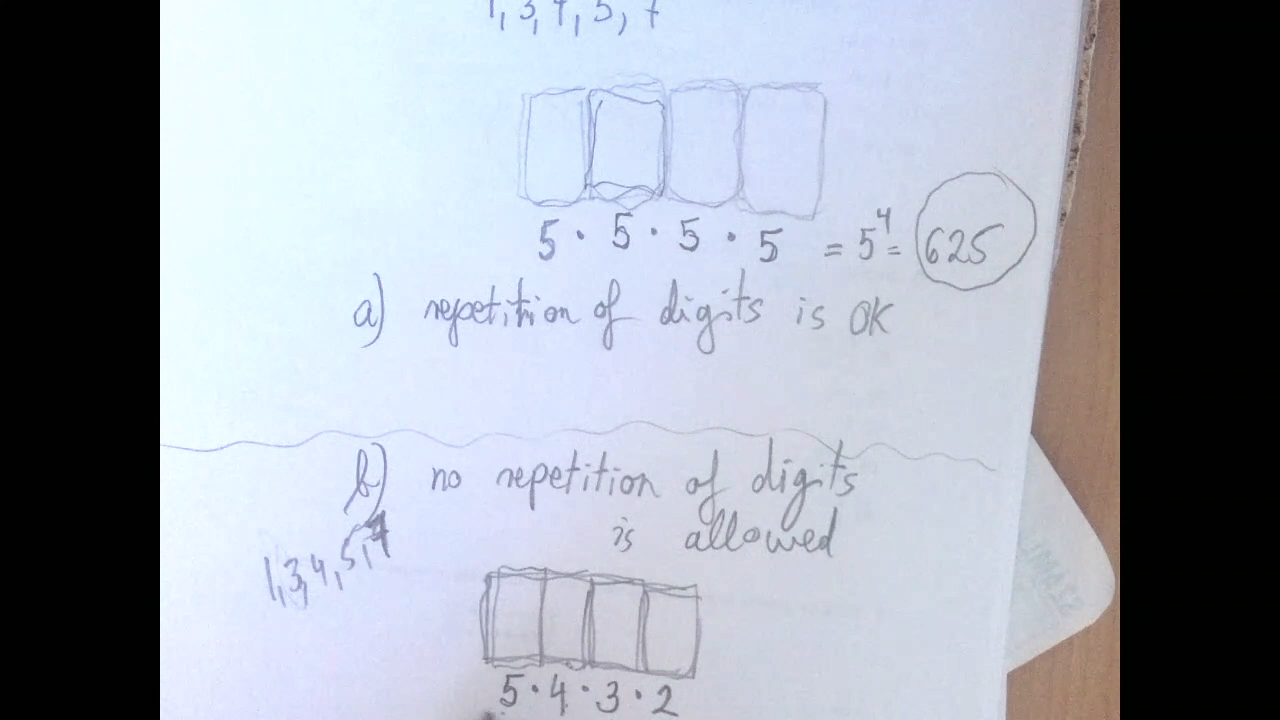 1, 3, 4, 5, 7
5 · 5 · 5 · 5 = 5⁴ = 625
a) repetition of digits is OK
b) no repetition of digits
is allowed
1, 3, 4, 5, 7
5 · 4 · 3 · 2